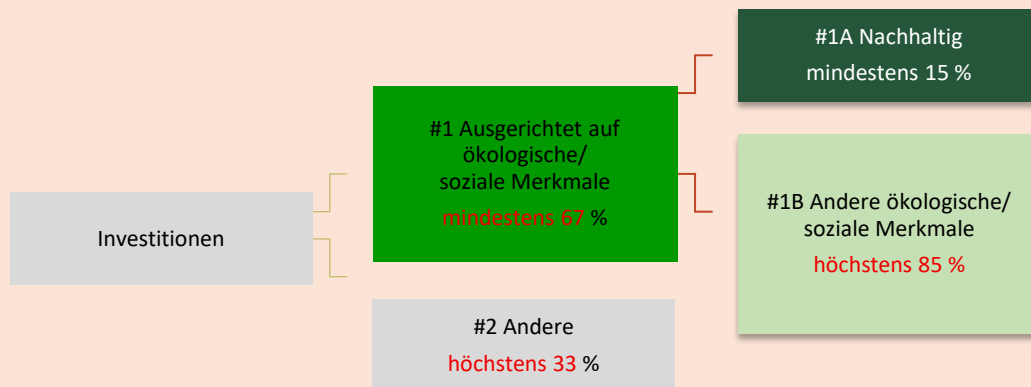 Investitionen
#1 Ausgerichtet auf
ökologische/
soziale Merkmale
mindestens 67 %
#2 Andere
höchstens 33 %
#1A Nachhaltig
mindestens 15 %
#1B Andere ökologische/
soziale Merkmale
höchstens 85 %